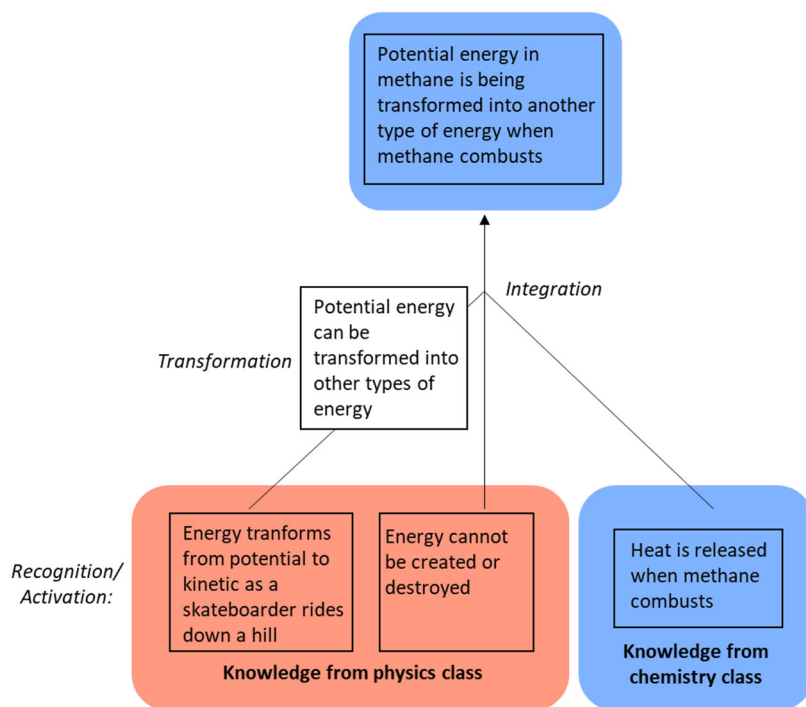 Potential energy in
methane is being
transformed into another
type of energy when
methane combusts
Integration
Potential energy
can be
transformed into
other types of
energy
Transformation
Recognition/
Activation:
Energy tranforms
from potential to
kinetic as a
skateboarder rides
down a hill
Energy cannot
be created or
destroyed
Knowledge from physics class
Heat is released
when methane
combusts
Knowledge from
chemistry class